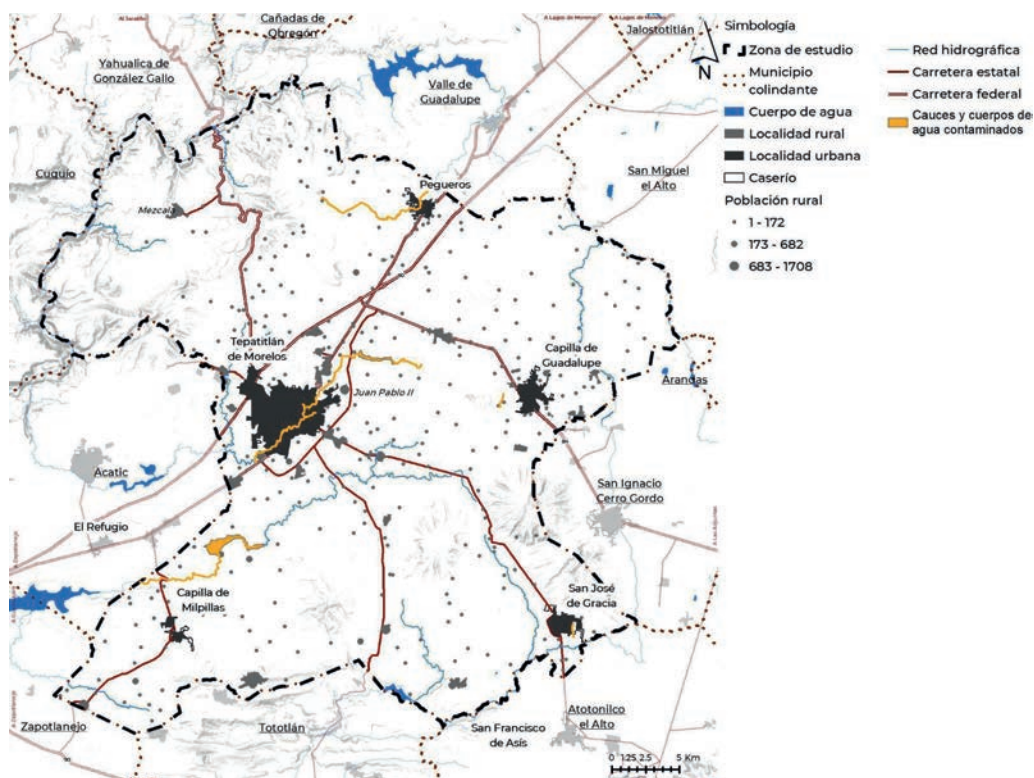 Simbología
Zona de estudio
Municipio
colindante
Cuerpo de agua
Localidad rural
Localidad urbana
Caserío
Población rural
1 - 172
173 - 682
683 - 1708
Red hidrográfica
Carretera estatal
Carretera federal
Cauces y cuerpos de
agua contaminados
N
Cañadas de
Obregón
Jalostotitlán
Yahualica de
González Gallo
Valle de
Guadalupe
Cuquío
San Miguel
el Alto
Pegueros
Mezcala
Tepatitlán
de Morelos
Capilla de
Guadalupe
Juan Pablo II
Arandas
Acatic
San Ignacio
Cerro Gordo
El Refugio
Capilla de
Milpillas
San José
de Gracia
Zapotlanejo
Tototlán
San Francisco
de Asís
Atotonilco
el Alto
0 1.25 2.5 5 Km